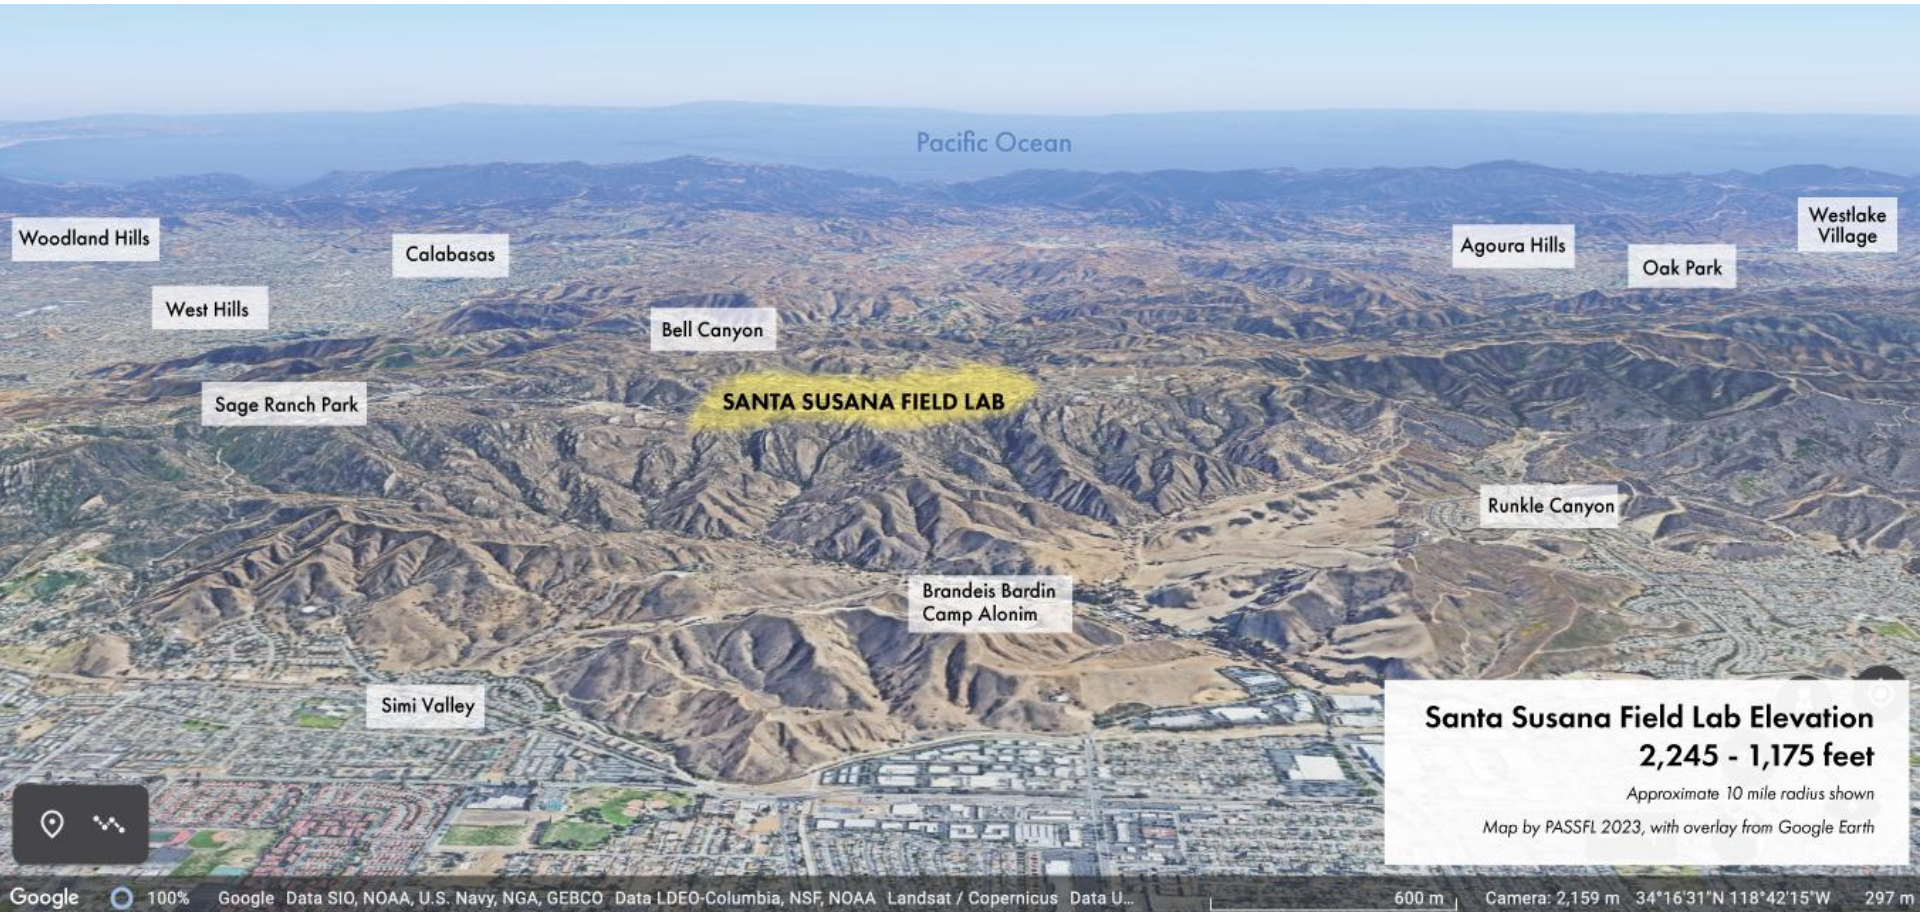 Pacific Ocean
Woodland Hills
Calabasas
Agoura Hills
Westlake
Village
Oak Park
West Hills
Bell Canyon
Sage Ranch Park
SANTA SUSANA FIELD LAB
Runkle Canyon
Brandeis Bardin
Camp Alonim
Simi Valley
Santa Susana Field Lab Elevation
2,245 - 1,175 feet
Approximate 10 mile radius shown
Map by PASSFL 2023, with overlay from Google Earth
Google 100% Google Data SIO, NOAA, U.S. Navy, NGA, GEBCO Data LDEO-Columbia, NSF, NOAA Landsat / Copernicus Data U... 600 m Camera: 2,159 m 34°16'31"N 118°42'15"W 297 m